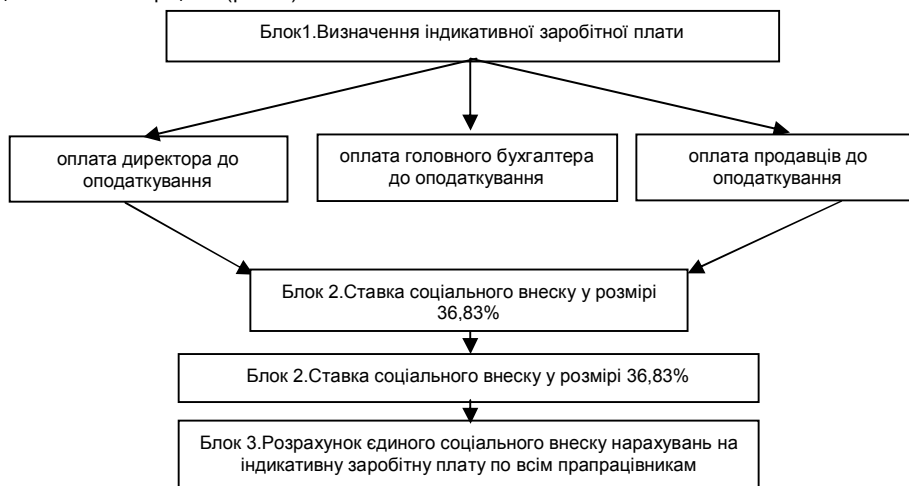 Блок1.Визначення індикативної заробітної плати
оплата директора до
оподаткування
оплата головного бухгалтера
до оподаткування
оплата продавців до
оподаткування
Блок 2.Ставка соціального внеску у розмірі
36,83%
Блок 2.Ставка соціального внеску у розмірі 36,83%
Блок 3.Розрахунок єдиного соціального внеску нарахувань на
індикативну заробітну плату по всім прапрацівникам